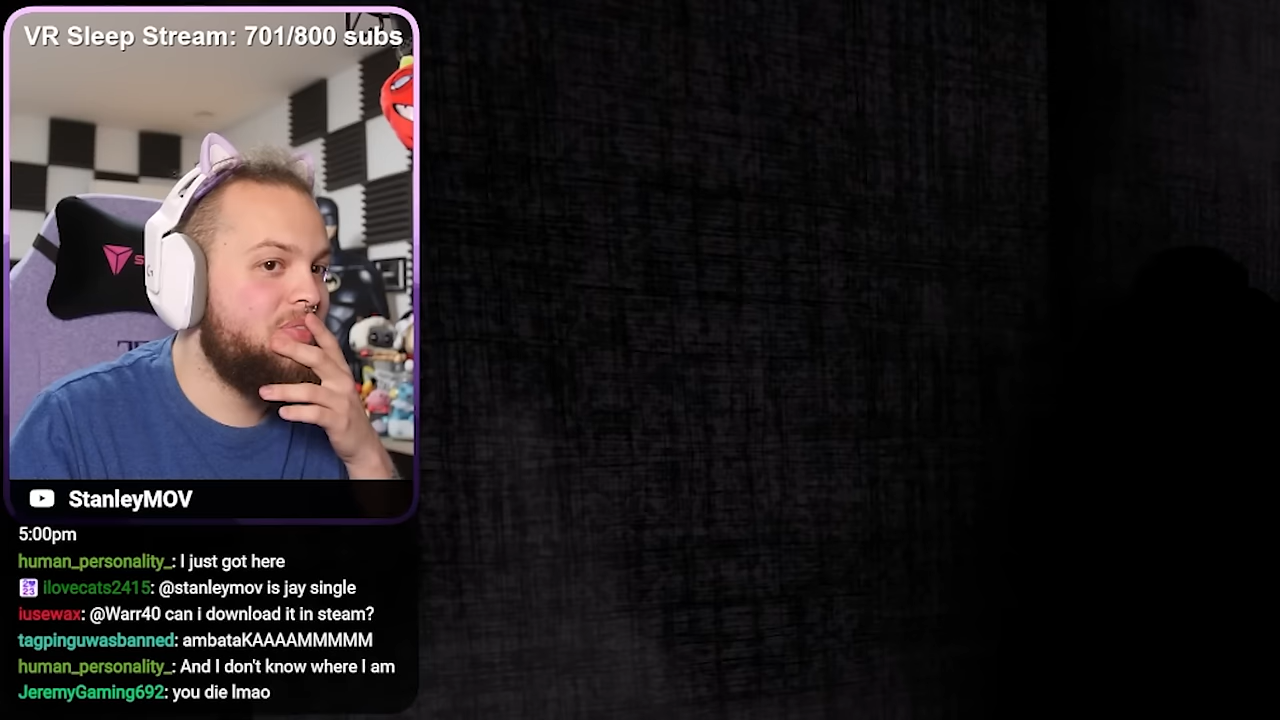 VR Sleep Stream: 701/800 subs
StanleyMOV
5:00pm
human_personality_: I just got here
ilovecats2415: @stanleymov is jay single
iusewax: @Warr40 can i download it in steam?
tagpinguwasbanned: ambataKAAAAMMMMM
human_personality_: And I don't know where I am
JeremyGaming692: you die lmao